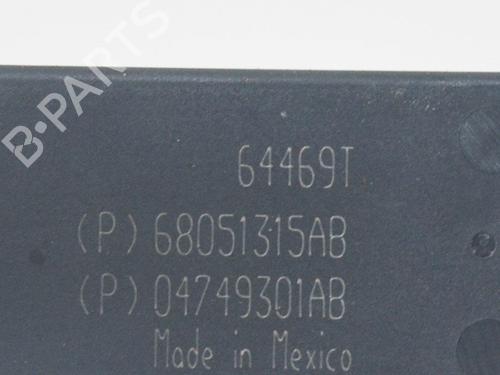 B-PARTS
64469T
(P) 68051315AB
(P) 04749301AB
Made in Mexico